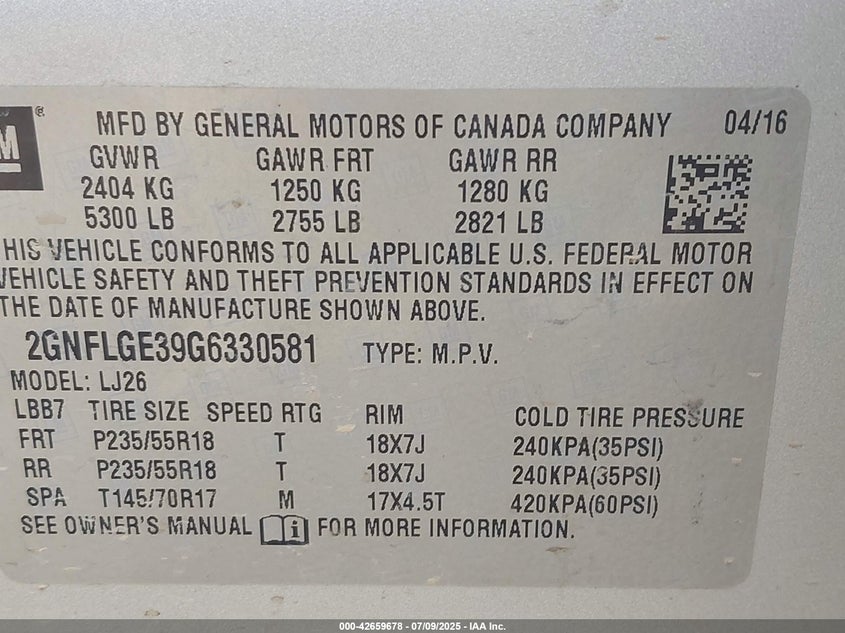 M ®
MFD BY GENERAL MOTORS OF CANADA COMPANY 04/16
GVWR GAWR FRT GAWR RR
2404 KG 1250 KG 1280 KG
5300 LB 2755 LB 2821 LB
HIS VEHICLE CONFORMS TO ALL APPLICABLE U.S. FEDERAL MOTOR
VEHICLE SAFETY AND THEFT PREVENTION STANDARDS IN EFFECT ON
THE DATE OF MANUFACTURE SHOWN ABOVE.
2GNFLGE39G6330581 TYPE: M.P.V.
MODEL: LJ26
LBB7 TIRE SIZE SPEED RTG RIM COLD TIRE PRESSURE
FRT P235/55R18 T 18X7J 240KPA(35PSI)
RR P235/55R18 T 18X7J 240KPA(35PSI)
SPA T145/70R17 M 17X4.5T 420KPA(60PSI)
SEE OWNER'S MANUAL i FOR MORE INFORMATION.
000-42659678 - 07/09/2025 - IAA Inc.